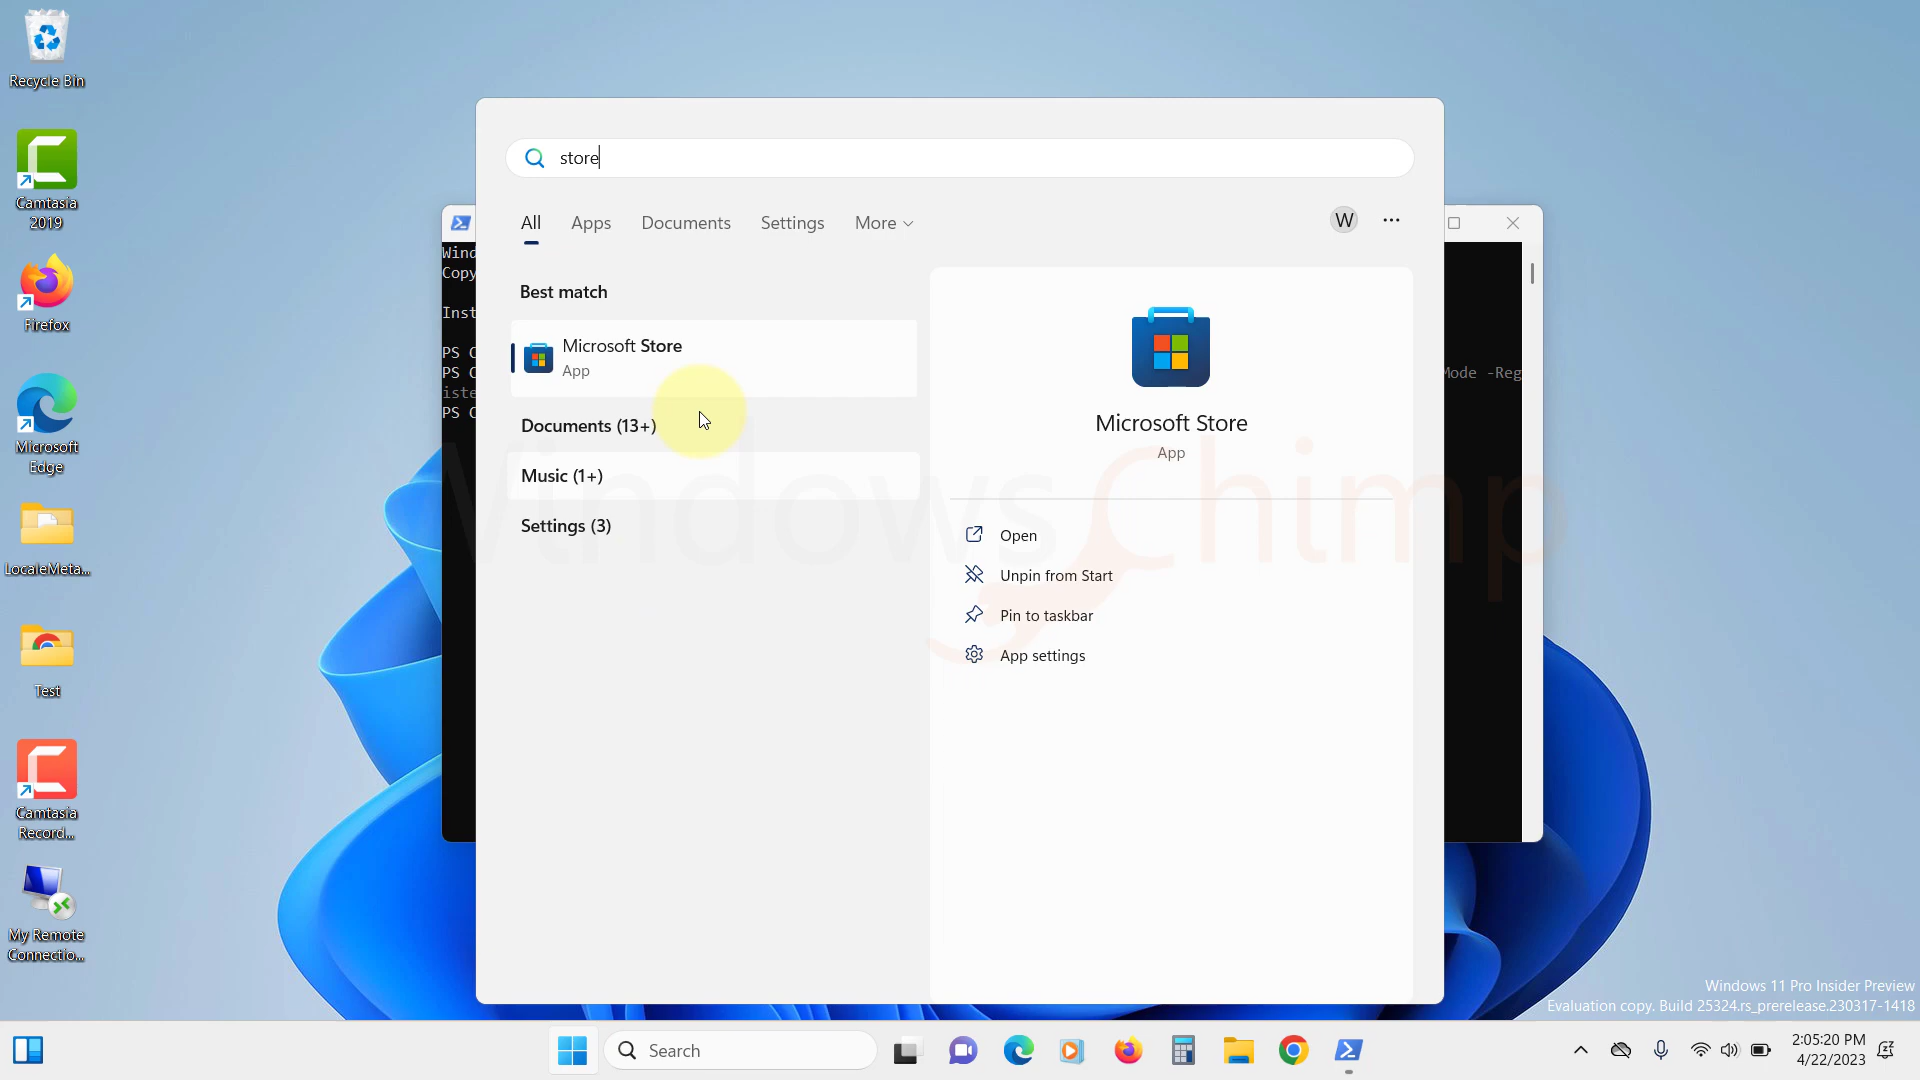 Recycle Bin
Camtasia
2019
Firefox
Microsoft
Edge
LocaleMeta...
Test
Camtasia
Record...
My Remote
Connectio...
store
All Apps Documents Settings More
W
Best match
Microsoft Store
App
Documents (13+)
Music (1+)
Settings (3)
Microsoft Store
App
Open
Unpin from Start
Pin to taskbar
App settings
Wind
Copy
Inst
PS C
PS C Mode -Reg
iste
PS C
Windows Chimp
Windows 11 Pro Insider Preview
Evaluation copy. Build 25324.rs_prerelease.230317-1418
Search
2:05:20 PM
4/22/2023